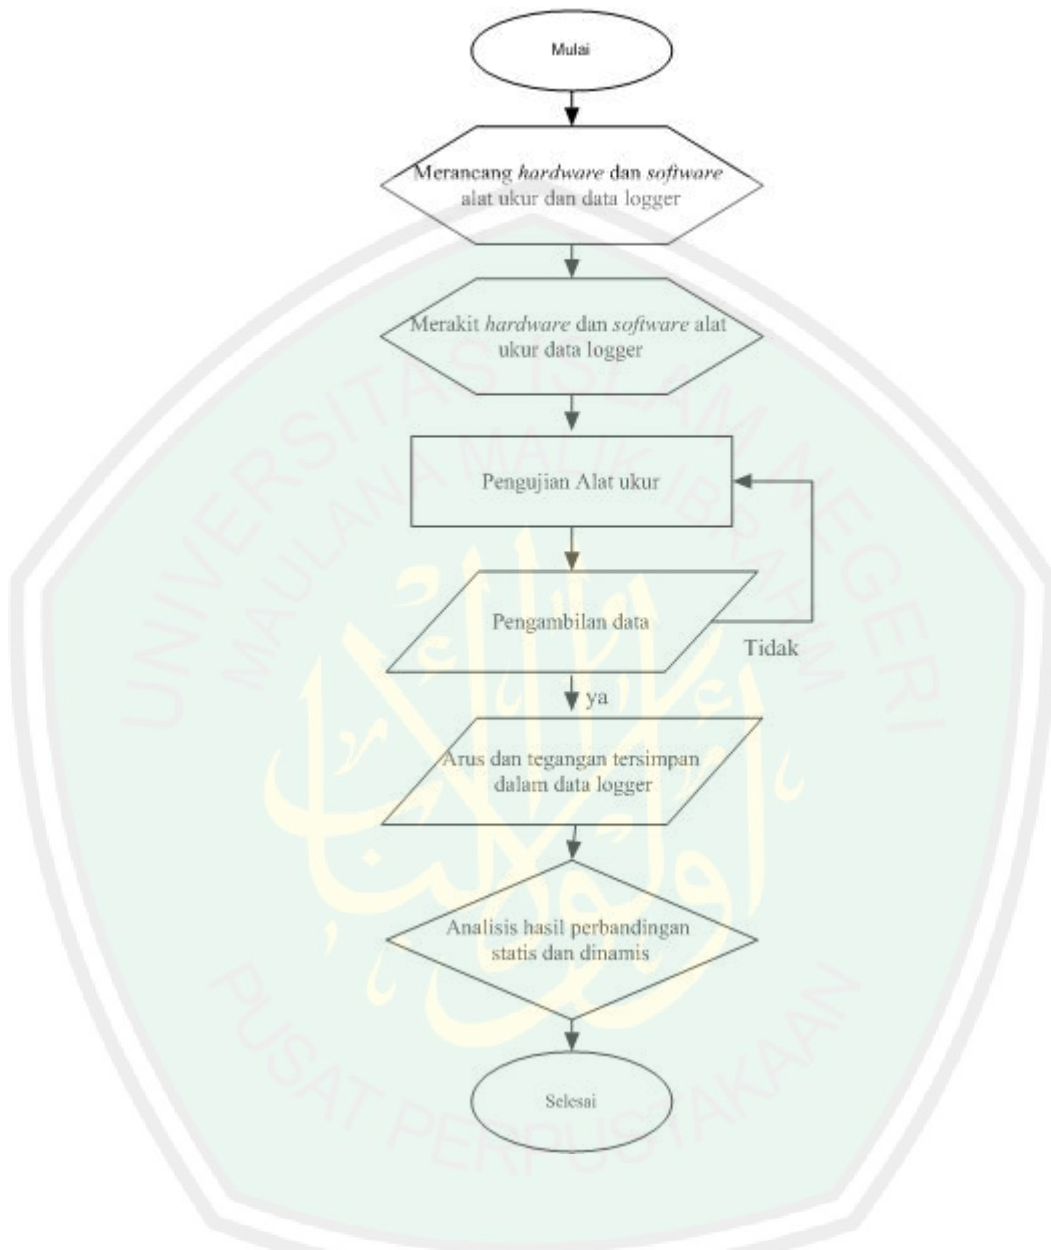 Mulai
Merancang hardware dan software
alat ukur dan data logger
Merakit hardware dan software alat
ukur data logger
Pengujian Alat ukur
Pengambilan data
Tidak
ya
Arus dan tegangan tersimpan
dalam data logger
Analisis hasil perbandingan
statis dan dinamis
Selesai
UNIVERSITAS ISLAM NEGERI
MAULANA MALIK IBRAHIM
PUSAT PERPUSTAKAAN